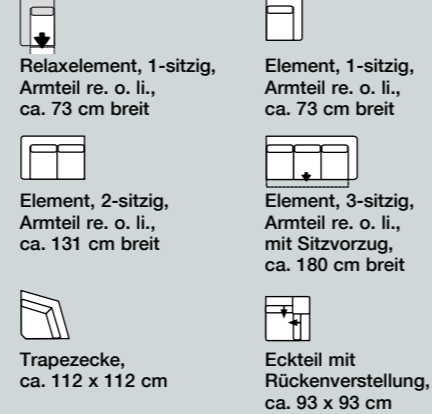 Relaxelement, 1-sitzig,
Armteil re. o. li.,
ca. 73 cm breit
Element, 1-sitzig,
Armteil re. o. li.,
ca. 73 cm breit
Element, 2-sitzig,
Armteil re. o. li.,
ca. 131 cm breit
Element, 3-sitzig,
Armteil re. o. li.,
mit Sitzvorzug,
ca. 180 cm breit
Trapezecke,
ca. 112 x 112 cm
Eckteil mit
Rückenverstellung,
ca. 93 x 93 cm